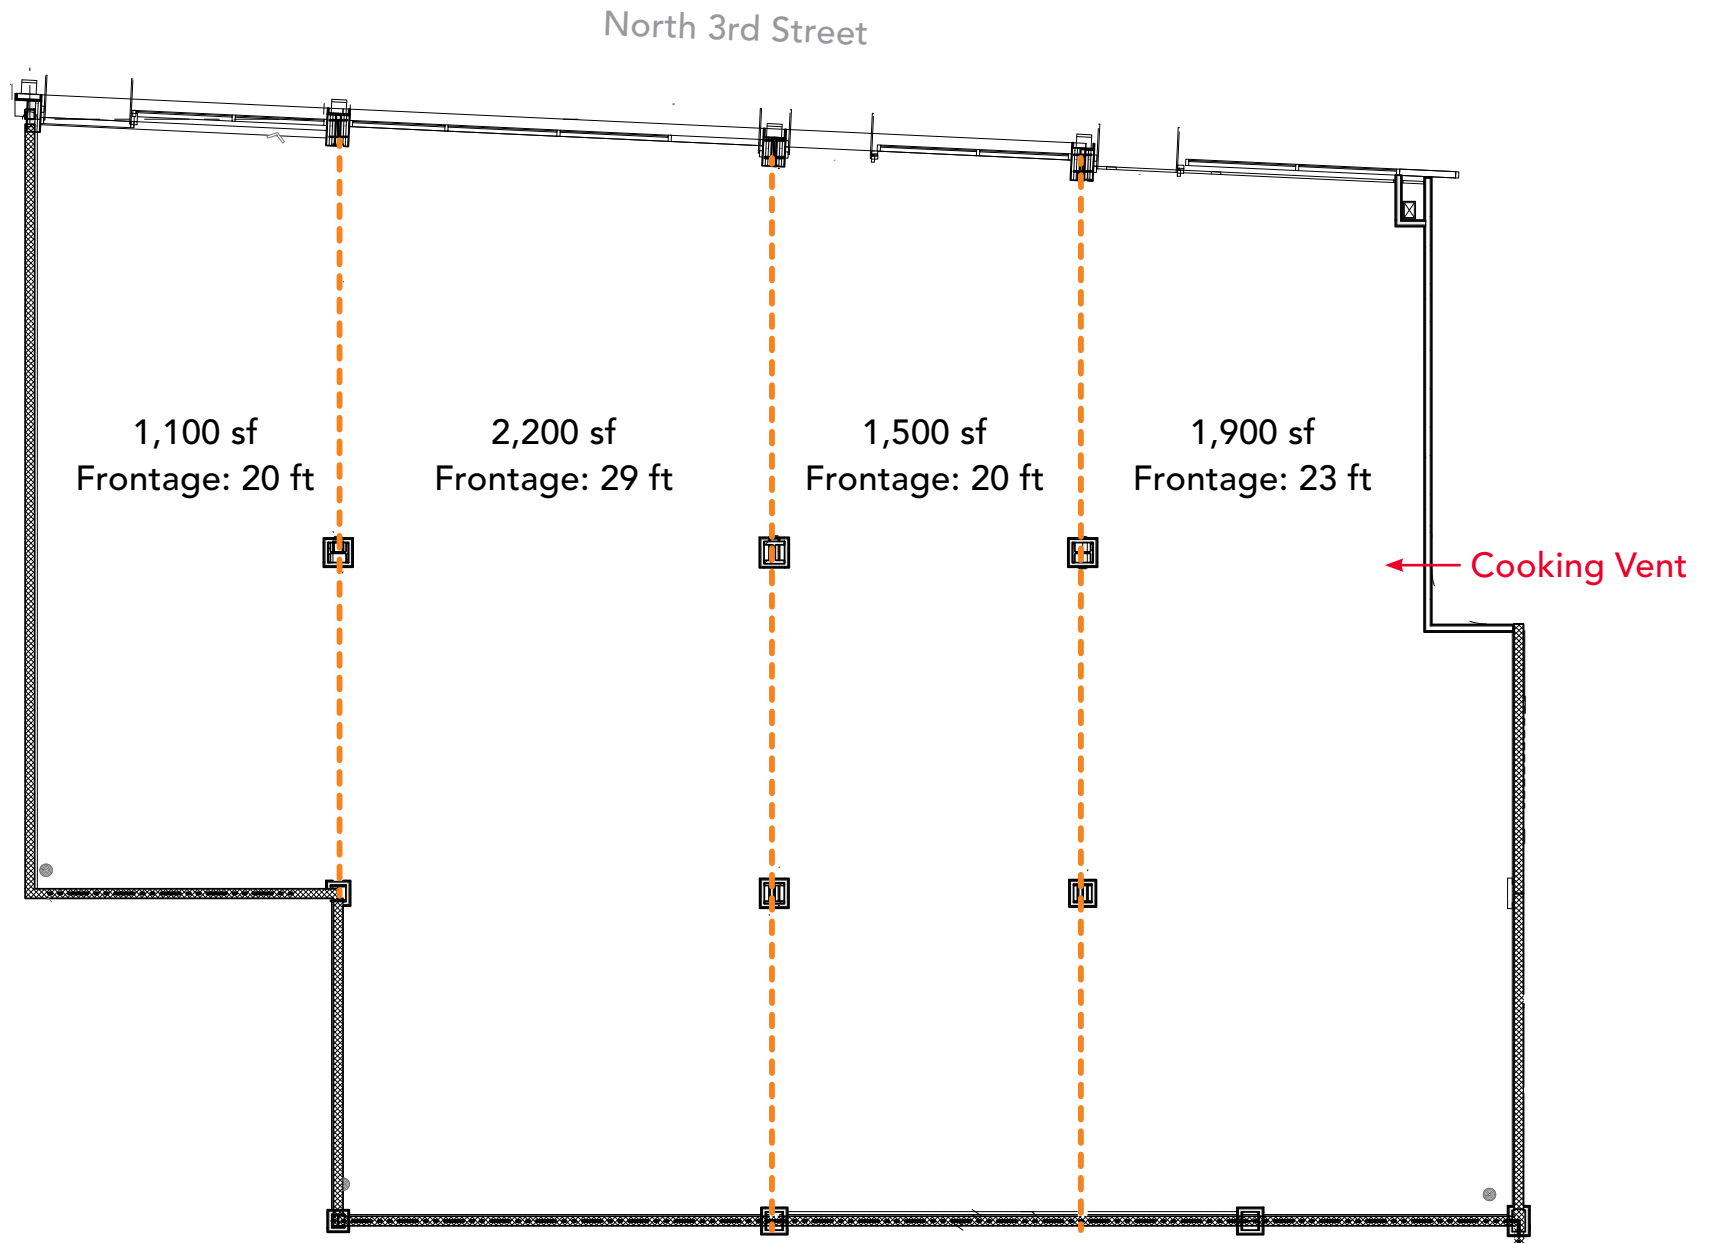 North 3rd Street
1,100 sf
Frontage: 20 ft
2,200 sf
Frontage: 29 ft
1,500 sf
Frontage: 20 ft
1,900 sf
Frontage: 23 ft
Cooking Vent